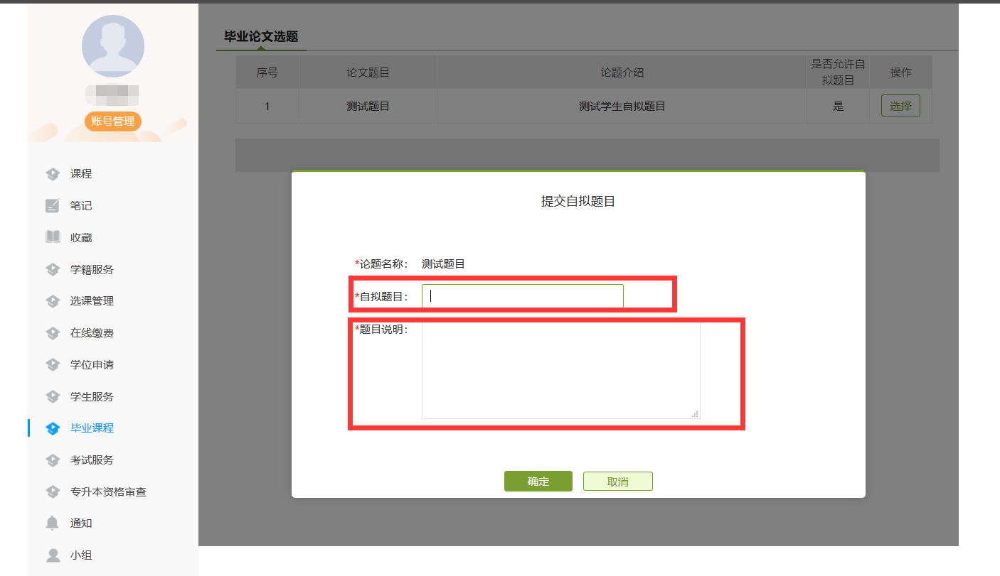 账号管理
课程
笔记
收藏
学籍服务
选课管理
在线缴费
学位申请
学生服务
毕业课程
考试服务
专升本资格审查
通知
小组
毕业论文选题
序号 论文题目 论题介绍 是否允许自拟题目 操作
1 测试题目 测试学生自拟题目 是 选择
提交自拟题目
*论题名称： 测试题目
*自拟题目：
*题目说明：
确定 取消